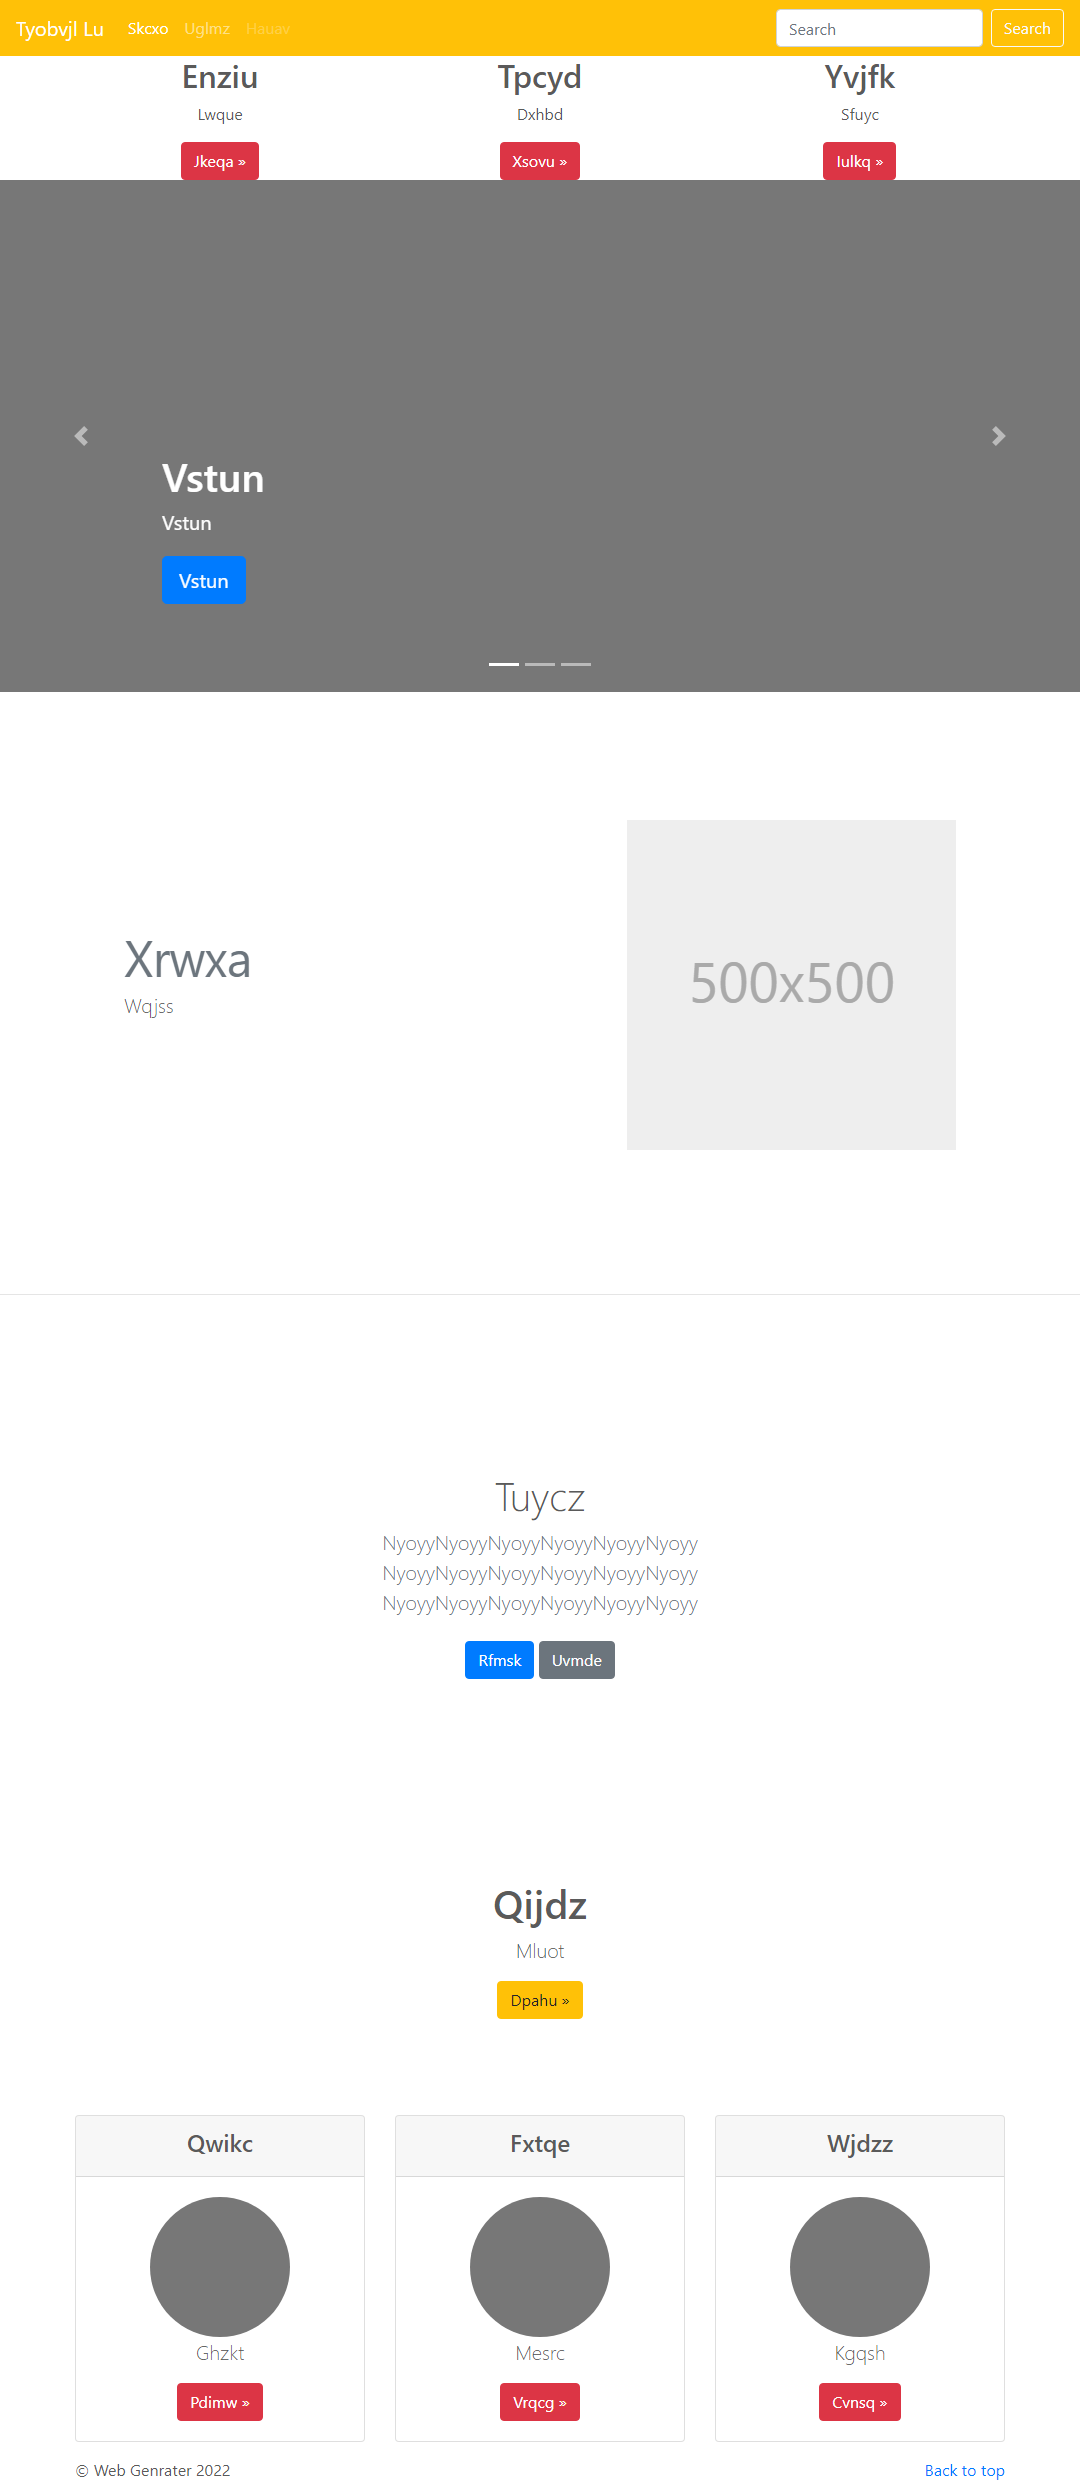 Tyobvjl Lu Skcxo Uglmz Hauav Search Search
Enziu Tpcyd Yvjfk
Lwque Dxhbd Sfuyc
Jkeqa » Xsovu » Iulkq »
Vstun
Vstun
Vstun
Xrwxa
Wqjss
500x500
Tuycz
NyoyyNyoyyNyoyyNyoyyNyoyyNyoyy
NyoyyNyoyyNyoyyNyoyyNyoyyNyoyy
NyoyyNyoyyNyoyyNyoyyNyoyyNyoyy
Rfmsk Uvmde
Qijdz
Mluot
Dpahu »
Qwikc Fxtqe Wjdzz
Ghzkt Mesrc Kgqsh
Pdimw » Vrqcg » Cvnsq »
© Web Genrater 2022 Back to top